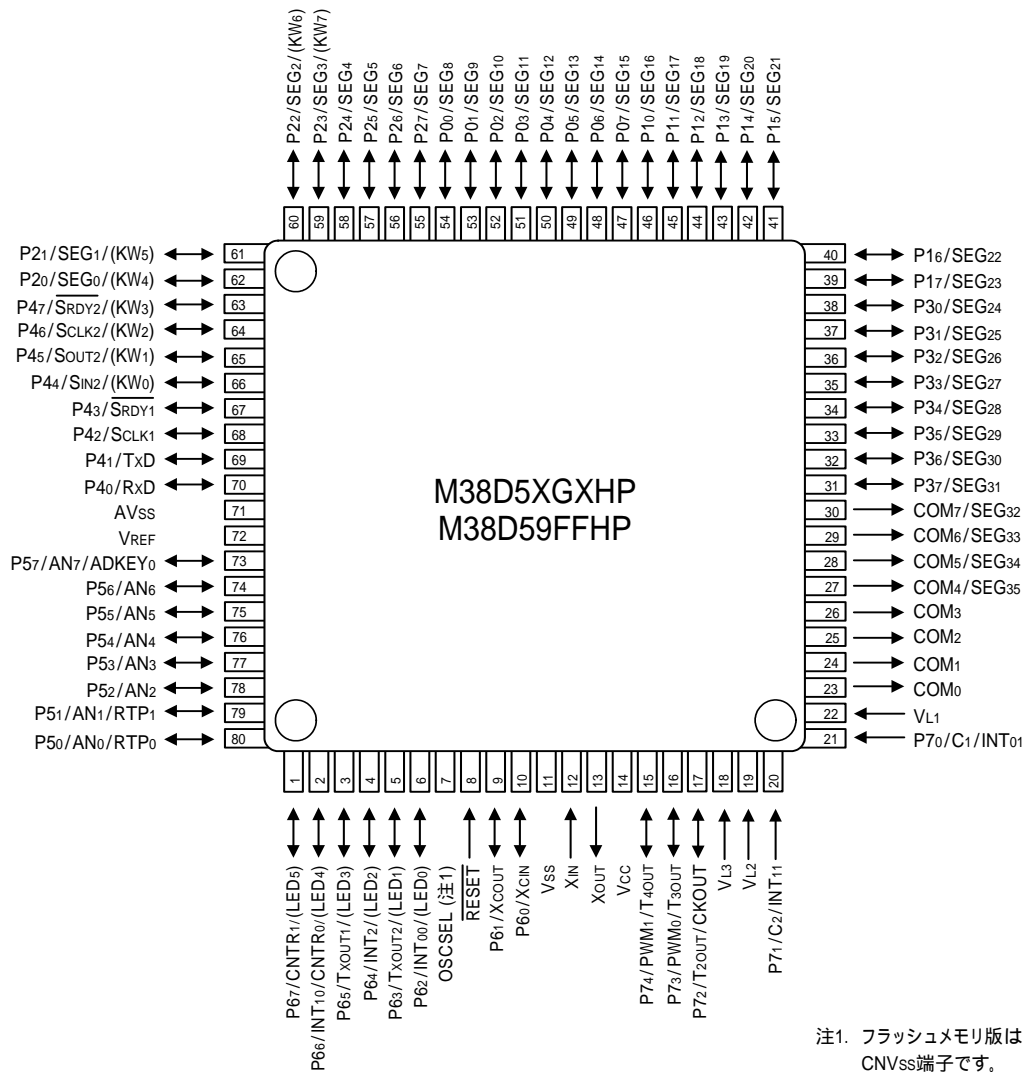 P22/SEG2/(KW6)
P23/SEG3/(KW7)
P24/SEG4
P25/SEG5
P26/SEG6
P27/SEG7
P00/SEG8
P01/SEG9
P02/SEG10
P03/SEG11
P04/SEG12
P05/SEG13
P06/SEG14
P07/SEG15
P10/SEG16
P11/SEG17
P12/SEG18
P13/SEG19
P14/SEG20
P15/SEG21
60 59 58 57 56 55 54 53 52 51 50 49 48 47 46 45 44 43 42 41
P21/SEG1/(KW5) 61
P20/SEG0/(KW4) 62
P47/SRDY2/(KW3) 63
P46/SCLK2/(KW2) 64
P45/SOUT2/(KW1) 65
P44/SIN2/(KW0) 66
P43/SRDY1 67
P42/SCLK1 68
P41/TxD 69
P40/RxD 70
AVSS 71
VREF 72
P57/AN7/ADKEY0 73
P56/AN6 74
P55/AN5 75
P54/AN4 76
P53/AN3 77
P52/AN2 78
P51/AN1/RTP1 79
P50/AN0/RTP0 80
M38D5XGXHP
M38D59FFHP
40 P16/SEG22
39 P17/SEG23
38 P30/SEG24
37 P31/SEG25
36 P32/SEG26
35 P33/SEG27
34 P34/SEG28
33 P35/SEG29
32 P36/SEG30
31 P37/SEG31
30 COM7/SEG32
29 COM6/SEG33
28 COM5/SEG34
27 COM4/SEG35
26 COM3
25 COM2
24 COM1
23 COM0
22 VL1
21 P70/C1/INT01
1 2 3 4 5 6 7 8 9 10 11 12 13 14 15 16 17 18 19 20
P67/CNTR1/(LED5)
P66/INT10/CNTR0/(LED4)
P65/TXOUT1/(LED3)
P64/INT2/(LED2)
P63/TXOUT2/(LED1)
P62/INT00/(LED0)
OSCSEL (注1)
RESET
P61/XCOUT
P60/XCIN
VSS
XIN
XOUT
VCC
P74/PWM1/T4OUT
P73/PWM0/T3OUT
P72/T2OUT/CKOUT
VL3
VL2
P71/C2/INT11
注1. フラッシュメモリ版は
CNVSS端子です。